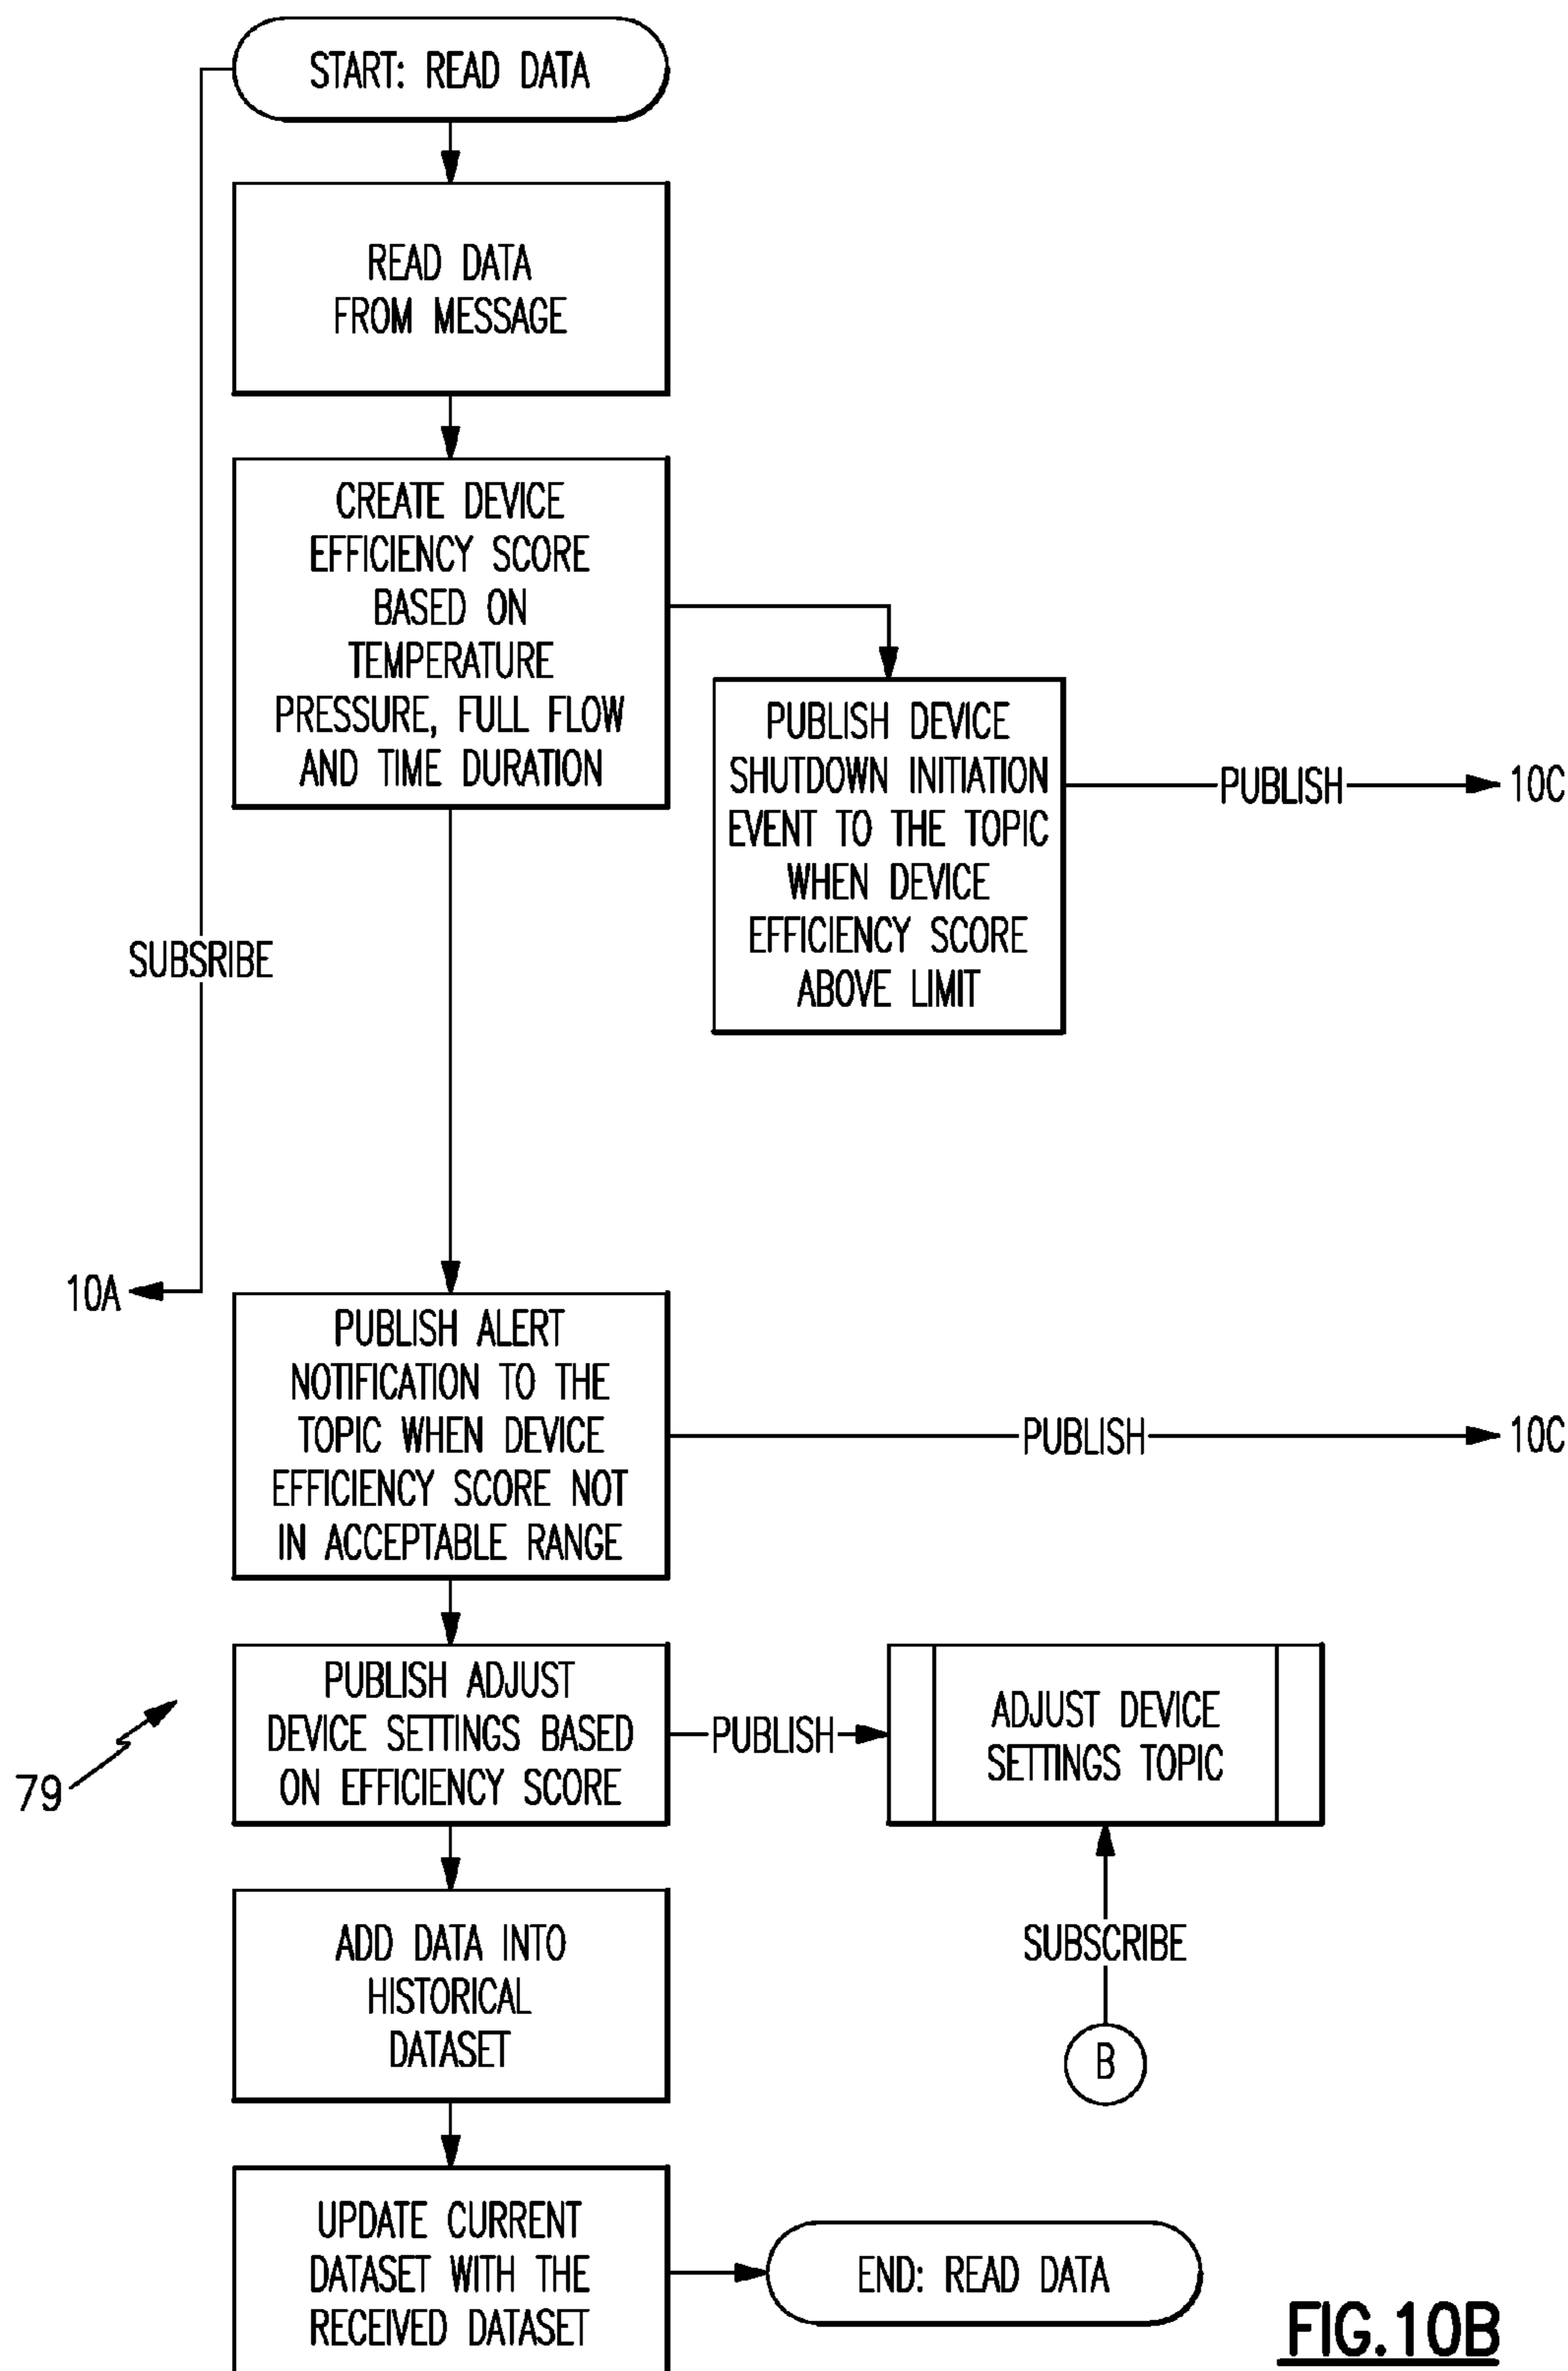 START: READ DATA
READ DATA
FROM MESSAGE
CREATE DEVICE
EFFICIENCY SCORE
BASED ON
TEMPERATURE
PRESSURE, FULL FLOW
AND TIME DURATION
PUBLISH DEVICE
SHUTDOWN INITIATION
EVENT TO THE TOPIC
WHEN DEVICE
EFFICIENCY SCORE
ABOVE LIMIT
PUBLISH
10C
SUBSRIBE
10A
PUBLISH ALERT
NOTIFICATION TO THE
TOPIC WHEN DEVICE
EFFICIENCY SCORE NOT
IN ACCEPTABLE RANGE
PUBLISH
10C
79
PUBLISH ADJUST
DEVICE SETTINGS BASED
ON EFFICIENCY SCORE
PUBLISH
ADJUST DEVICE
SETTINGS TOPIC
SUBSCRIBE
B
ADD DATA INTO
HISTORICAL
DATASET
UPDATE CURRENT
DATASET WITH THE
RECEIVED DATASET
END: READ DATA
FIG.10B